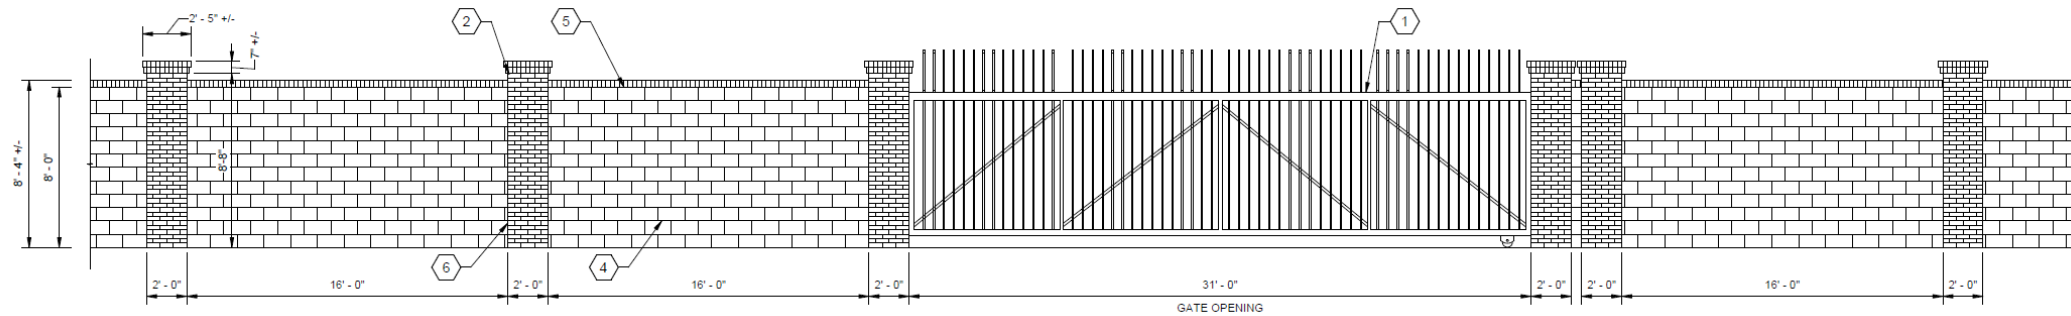 2' - 5" +/-
7" +/-
2
5
1
8' - 4" +/-
8' - 0"
8'-8"
6
4
2' - 0"
16' - 0"
2' - 0"
16' - 0"
2' - 0"
31' - 0"
2' - 0"
2' - 0"
16' - 0"
2' - 0"
GATE OPENING